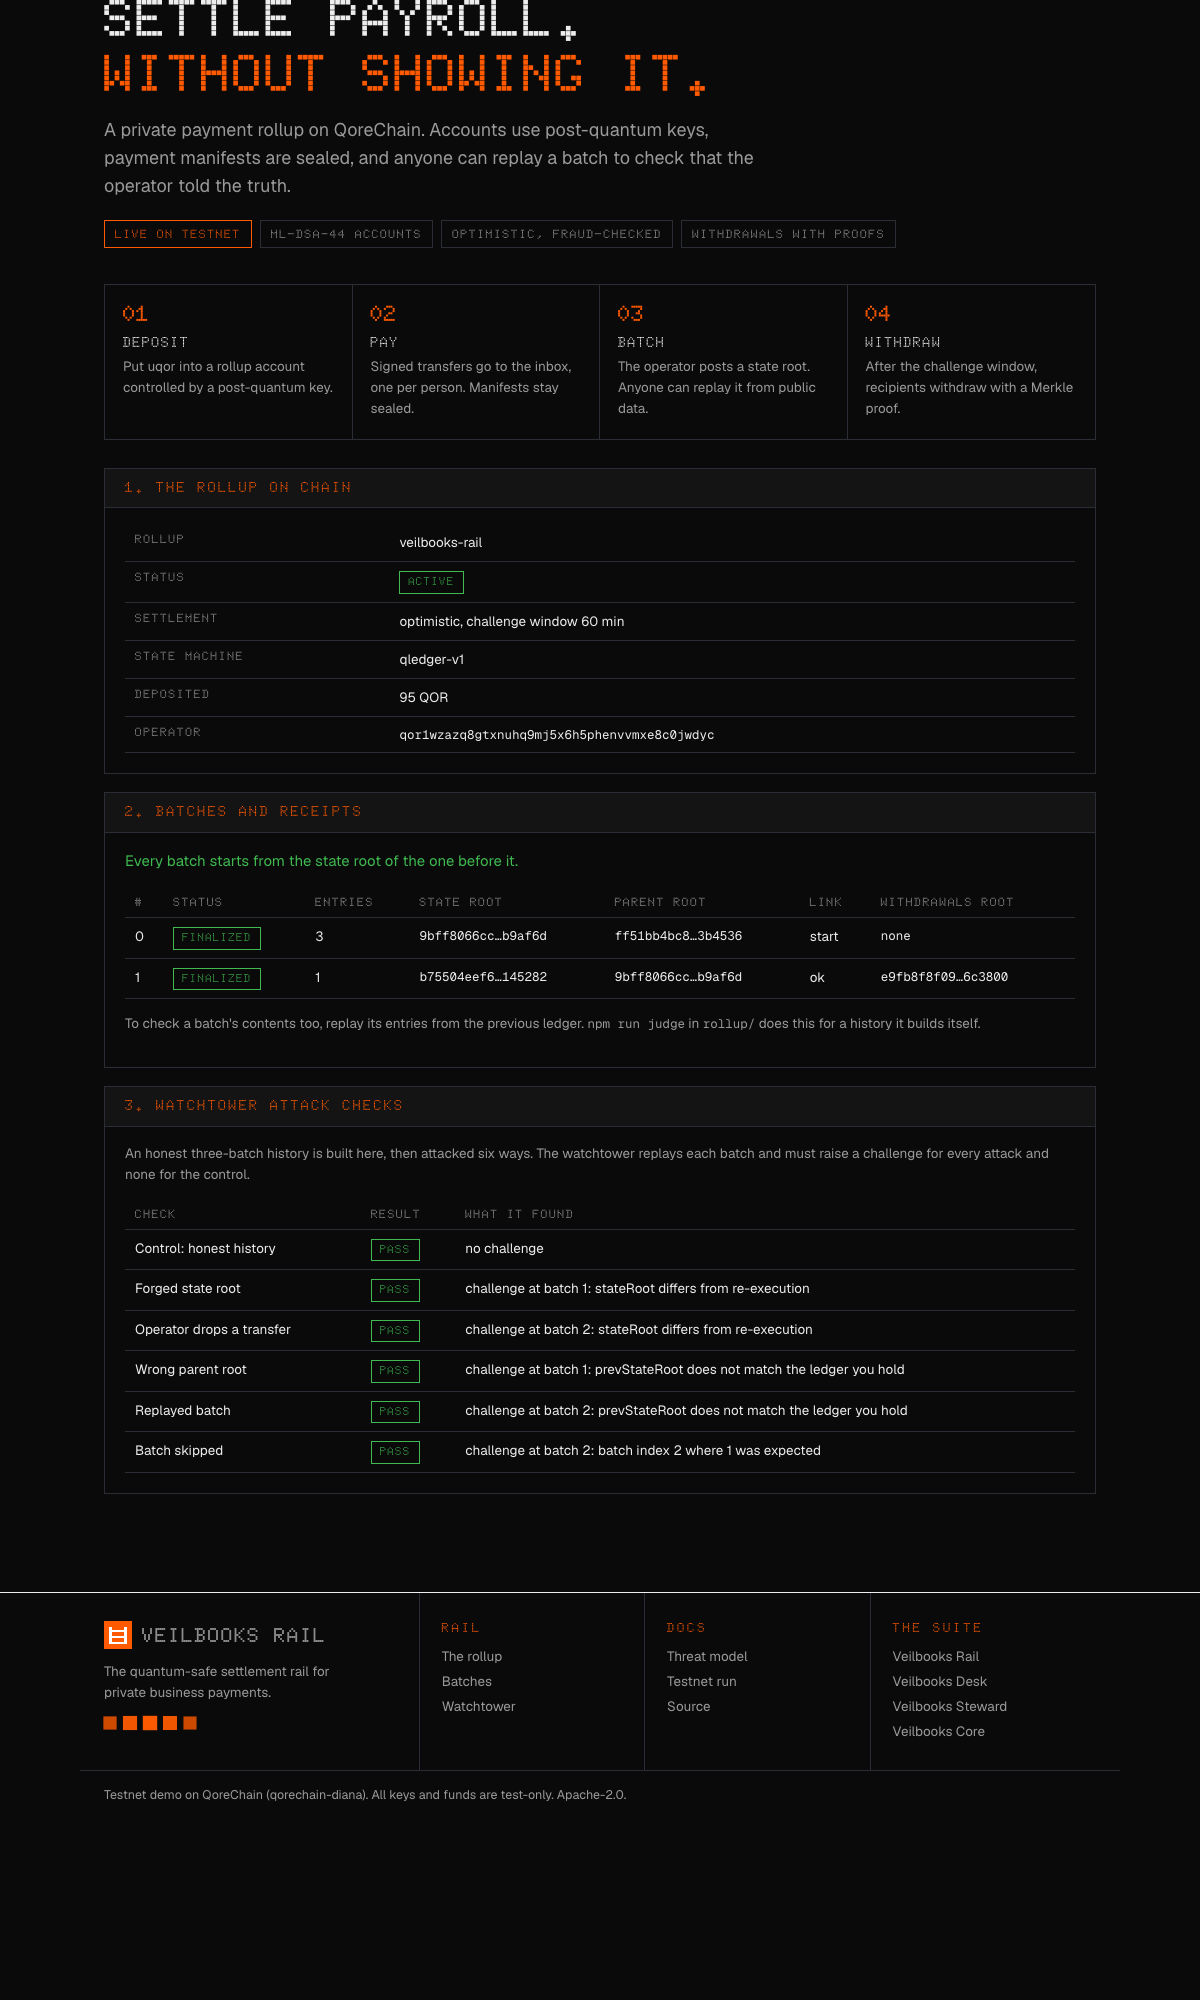 SETTLE PAYROLL.
WITHOUT SHOWING IT.
A private payment rollup on QoreChain. Accounts use post-quantum keys,
payment manifests are sealed, and anyone can replay a batch to check that the
operator told the truth.
LIVE ON TESTNET ML-DSA-44 ACCOUNTS OPTIMISTIC, FRAUD-CHECKED WITHDRAWALS WITH PROOFS
01
DEPOSIT
Put uqor into a rollup account
controlled by a post-quantum key.
02
PAY
Signed transfers go to the inbox,
one per person. Manifests stay
sealed.
03
BATCH
The operator posts a state root.
Anyone can replay it from public
data.
04
WITHDRAW
After the challenge window,
recipients withdraw with a Merkle
proof.
1. THE ROLLUP ON CHAIN
ROLLUP veilbooks-rail
STATUS ACTIVE
SETTLEMENT optimistic, challenge window 60 min
STATE MACHINE qledger-v1
DEPOSITED 95 QOR
OPERATOR qor1wzazq8gtxnuhq9mj5x6h5phenvvmxe8c0jwdyc
2. BATCHES AND RECEIPTS
Every batch starts from the state root of the one before it.
# STATUS ENTRIES STATE ROOT PARENT ROOT LINK WITHDRAWALS ROOT
0 FINALIZED 3 9bff8066cc…b9af6d ff51bb4bc8…3b4536 start none
1 FINALIZED 1 b75504eef6…145282 9bff8066cc…b9af6d ok e9fb8f8f09…6c3800
To check a batch's contents too, replay its entries from the previous ledger. npm run judge in rollup/ does this for a history it builds itself.
3. WATCHTOWER ATTACK CHECKS
An honest three-batch history is built here, then attacked six ways. The watchtower replays each batch and must raise a challenge for every attack and
none for the control.
CHECK RESULT WHAT IT FOUND
Control: honest history PASS no challenge
Forged state root PASS challenge at batch 1: stateRoot differs from re-execution
Operator drops a transfer PASS challenge at batch 2: stateRoot differs from re-execution
Wrong parent root PASS challenge at batch 1: prevStateRoot does not match the ledger you hold
Replayed batch PASS challenge at batch 2: prevStateRoot does not match the ledger you hold
Batch skipped PASS challenge at batch 2: batch index 2 where 1 was expected
VEILBOOKS RAIL
The quantum-safe settlement rail for
private business payments.
RAIL
The rollup
Batches
Watchtower
DOCS
Threat model
Testnet run
Source
THE SUITE
Veilbooks Rail
Veilbooks Desk
Veilbooks Steward
Veilbooks Core
Testnet demo on QoreChain (qorechain-diana). All keys and funds are test-only. Apache-2.0.